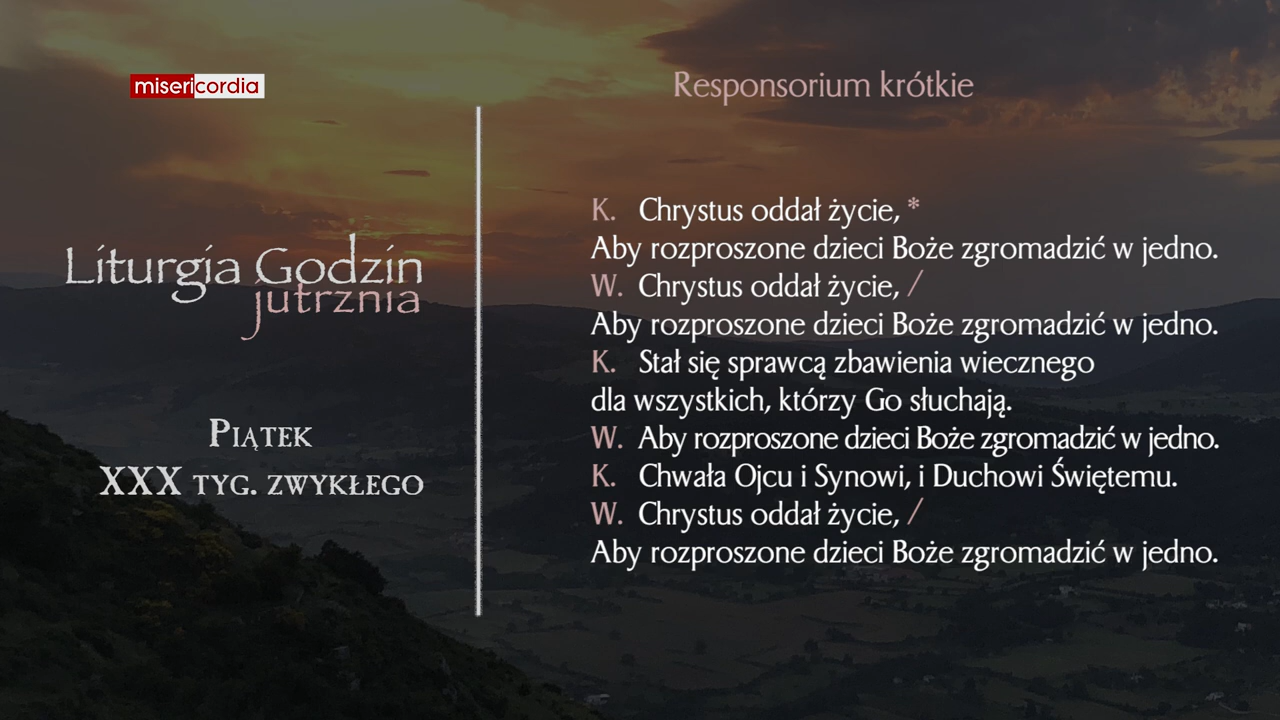 misericordia
Liturgia Godzin
jutrznia
Piątek
XXX tyg. zwykłego
Responsorium krótkie
K. Chrystus oddał życie, *
Aby rozproszone dzieci Boże zgromadzić w jedno.
W. Chrystus oddał życie, /
Aby rozproszone dzieci Boże zgromadzić w jedno.
K. Stał się sprawcą zbawienia wiecznego
dla wszystkich, którzy Go słuchają.
W. Aby rozproszone dzieci Boże zgromadzić w jedno.
K. Chwała Ojcu i Synowi, i Duchowi Świętemu.
W. Chrystus oddał życie, /
Aby rozproszone dzieci Boże zgromadzić w jedno.